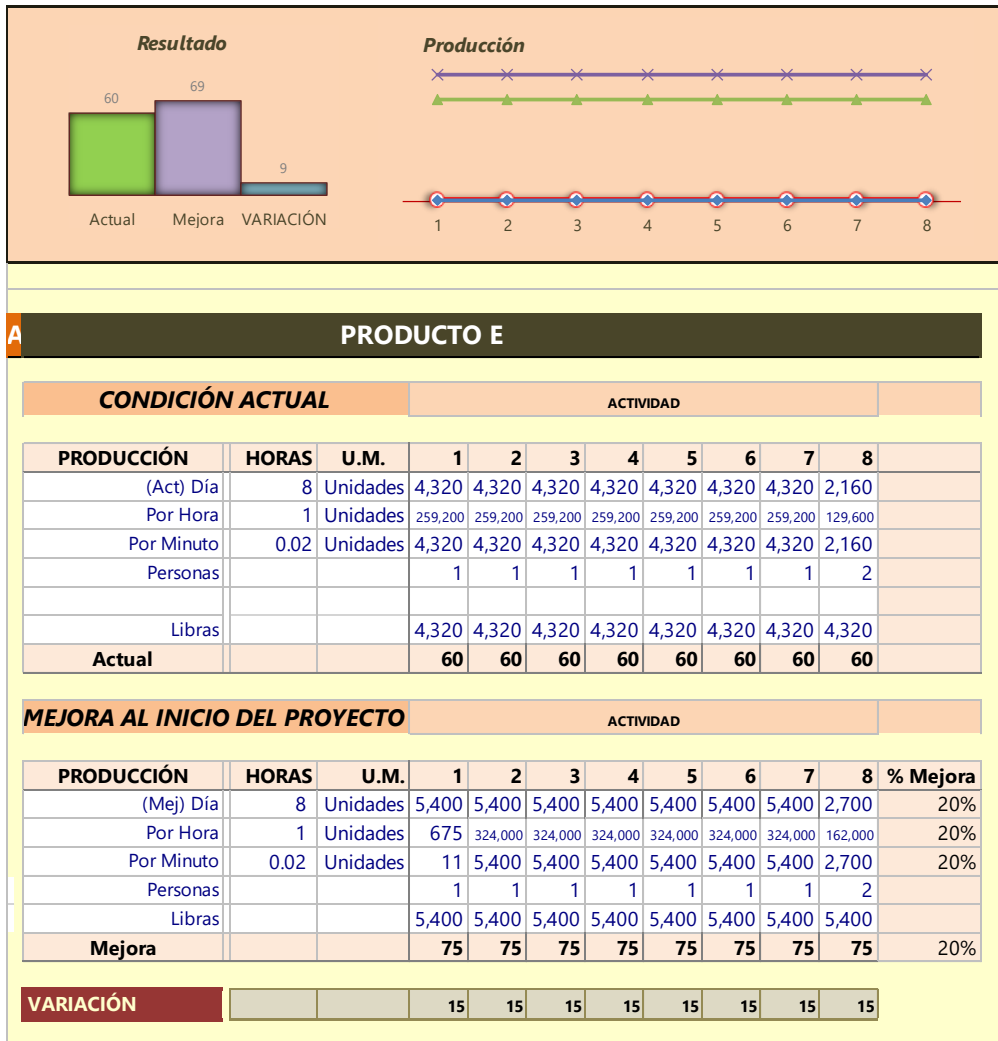 Resultado
Producción
69
60
9
Actual Mejora VARIACIÓN
1 2 3 4 5 6 7 8
A PRODUCTO E
CONDICIÓN ACTUAL ACTIVIDAD
PRODUCCIÓN HORAS U.M. 1 2 3 4 5 6 7 8
(Act) Día 8 Unidades 4,320 4,320 4,320 4,320 4,320 4,320 4,320 2,160
Por Hora 1 Unidades 259,200 259,200 259,200 259,200 259,200 259,200 259,200 129,600
Por Minuto 0.02 Unidades 4,320 4,320 4,320 4,320 4,320 4,320 4,320 2,160
Personas 1 1 1 1 1 1 1 2
Libras 4,320 4,320 4,320 4,320 4,320 4,320 4,320 4,320
Actual 60 60 60 60 60 60 60 60
MEJORA AL INICIO DEL PROYECTO ACTIVIDAD
PRODUCCIÓN HORAS U.M. 1 2 3 4 5 6 7 8 % Mejora
(Mej) Día 8 Unidades 5,400 5,400 5,400 5,400 5,400 5,400 5,400 2,700 20%
Por Hora 1 Unidades 675 324,000 324,000 324,000 324,000 324,000 324,000 162,000 20%
Por Minuto 0.02 Unidades 11 5,400 5,400 5,400 5,400 5,400 5,400 2,700 20%
Personas 1 1 1 1 1 1 1 2
Libras 5,400 5,400 5,400 5,400 5,400 5,400 5,400 5,400
Mejora 75 75 75 75 75 75 75 75 20%
VARIACIÓN 15 15 15 15 15 15 15 15